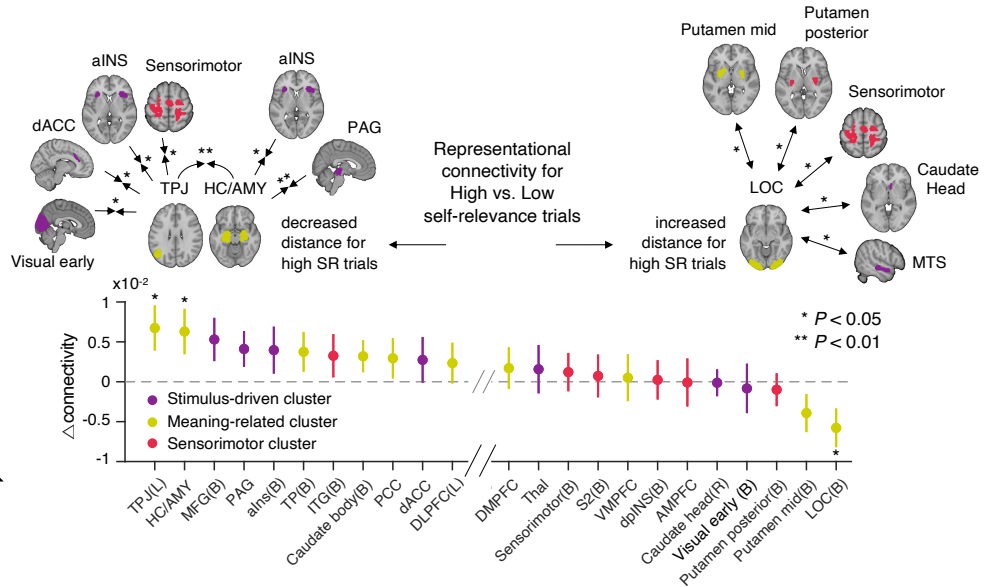 aINS
Sensorimotor
aINS
dACC
PAG
*
*
*
*
**
*
**
*
*
*
TPJ
HC/AMY
Visual early
decreased
distance for
high SR trials
Representational
connectivity for
High vs. Low
self-relevance trials
Putamen mid
Putamen
posterior
Sensorimotor
Caudate
Head
MTS
LOC
*
*
*
*
*
increased
distance for
high SR trials
x10⁻²
1
0.5
0
-0.5
-1
△connectivity
*
*
*
* P < 0.05
** P < 0.01
Stimulus-driven cluster
Meaning-related cluster
Sensorimotor cluster
TPJ(L)
HC/AMY
MFG(B)
PAG
aIns(B)
TP(B)
ITG(B)
Caudate body(B)
PCC
dACC
DLPFC(L)
DMPFC
Thal
Sensorimotor(B)
S2(B)
VMPFC
dpINS(B)
AMPFC
Caudate head(R)
Visual early (B)
Putamen posterior(B)
Putamen mid(B)
LOC(B)